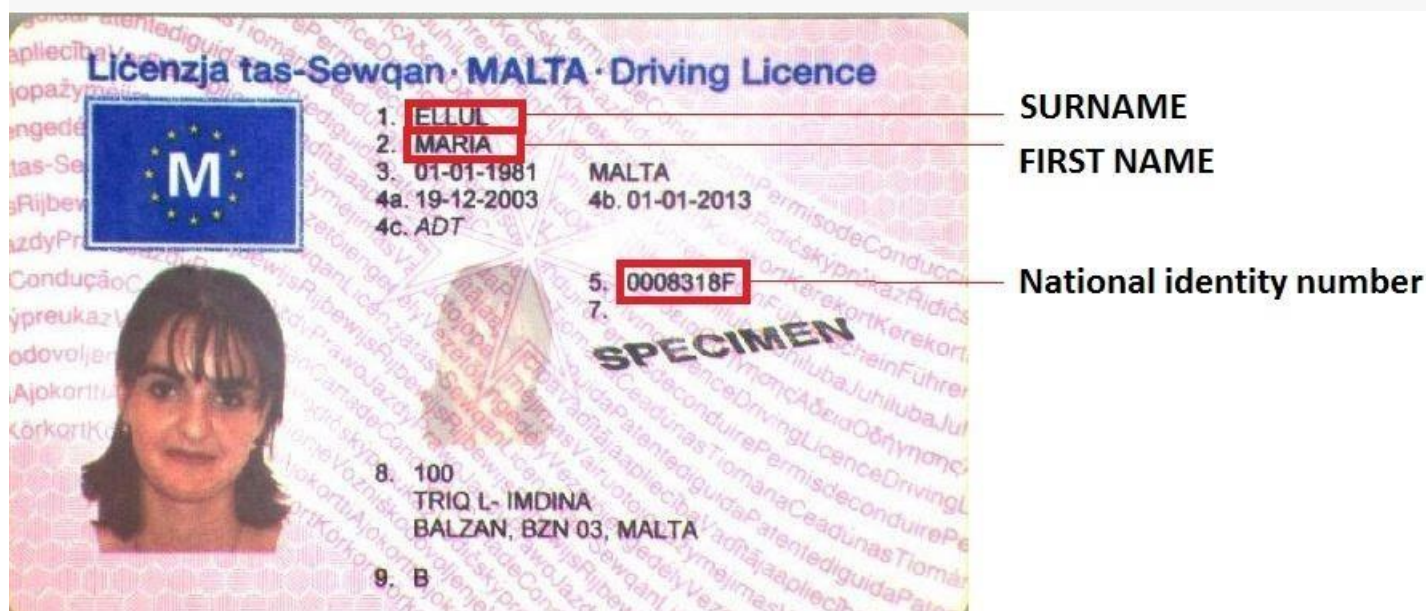 Licenzja tas-Sewqan · MALTA · Driving Licence
M
1. ELLUL
2. MARIA
3. 01-01-1981 MALTA
4a. 19-12-2003 4b. 01-01-2013
4c. ADT
5. 0008318F
7.
SPECIMEN
8. 100
TRIQ L- IMDINA
BALZAN, BZN 03, MALTA
9. B
SURNAME
FIRST NAME
National identity number